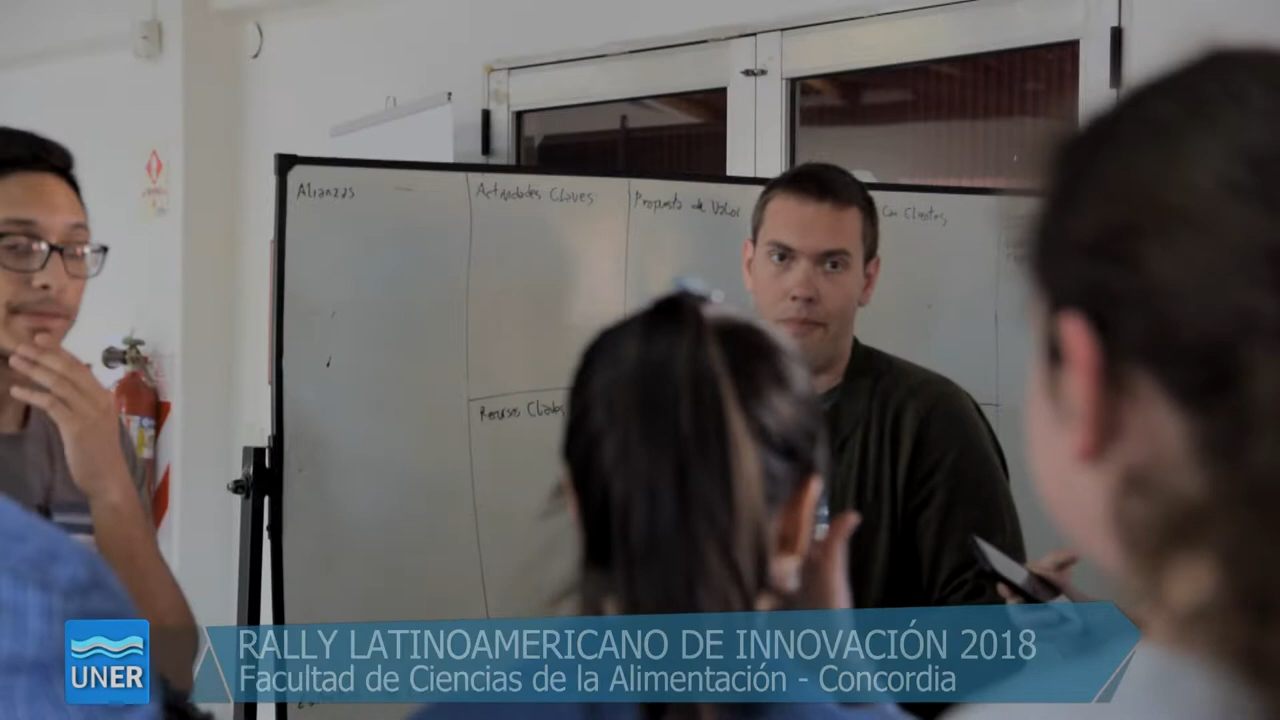 Alianzas
Actividades Claves
Propuesta de Valor
Con Clientes
Recursos Claves
UNER
RALLY LATINOAMERICANO DE INNOVACIÓN 2018
Facultad de Ciencias de la Alimentación - Concordia